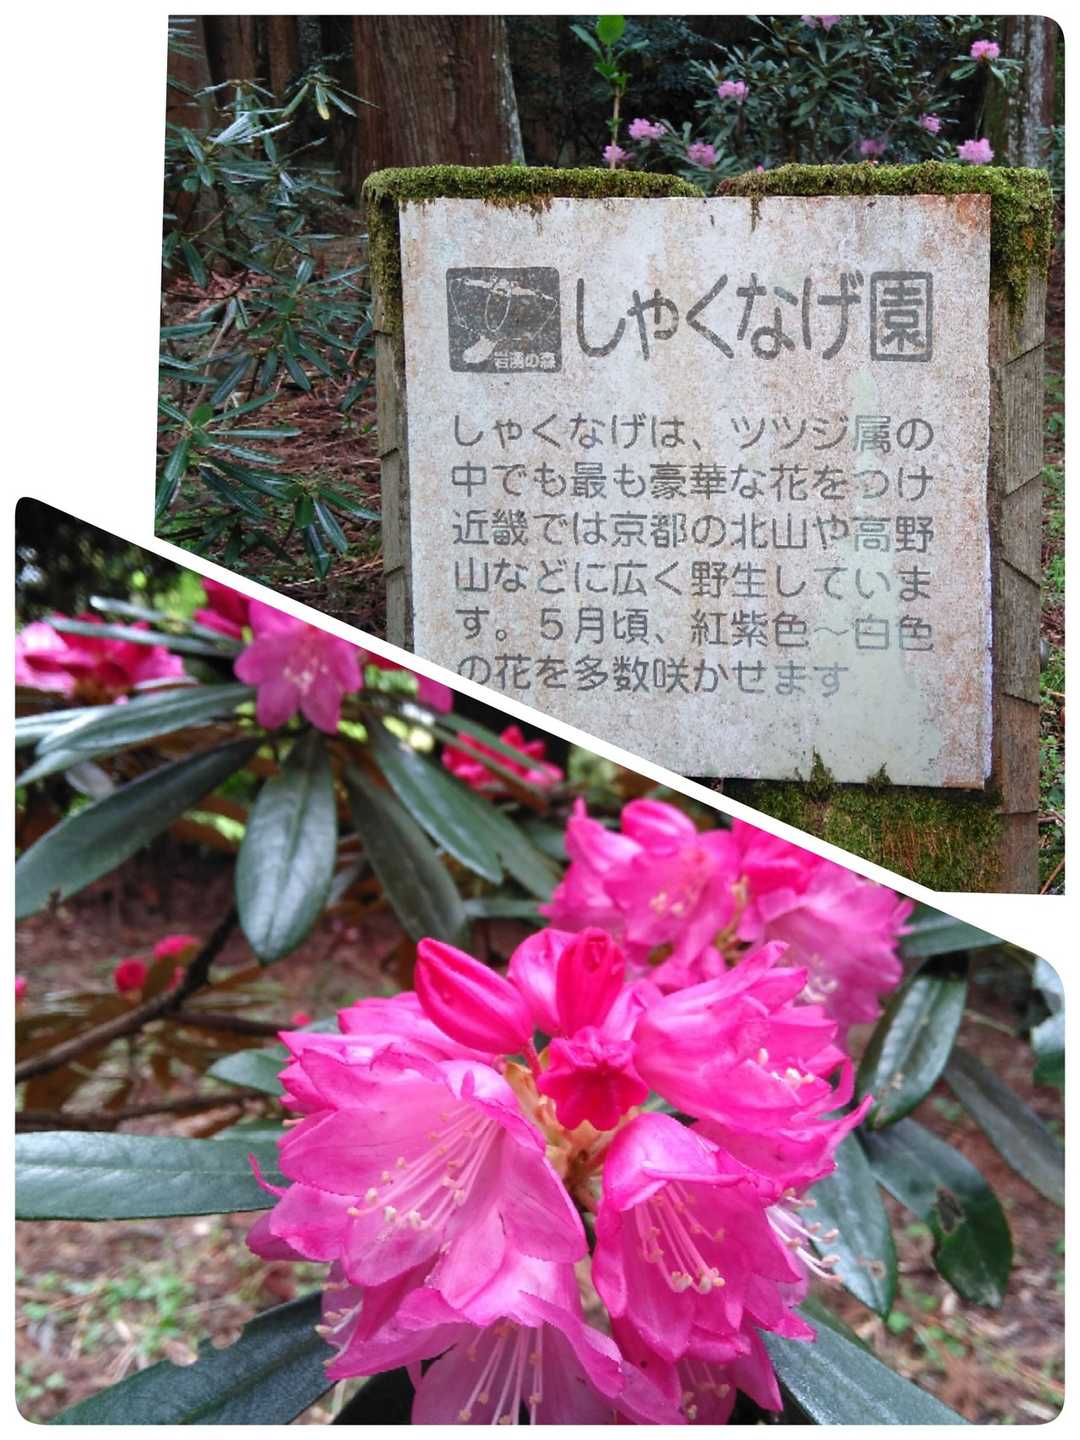 しゃくなげ園
岩湧の森
しゃくなげは、ツツジ属の
中でも最も豪華な花をつけ
近畿では京都の北山や高野
山などに広く野生していま
す。５月頃、紅紫色～白色
の花を多数咲かせます